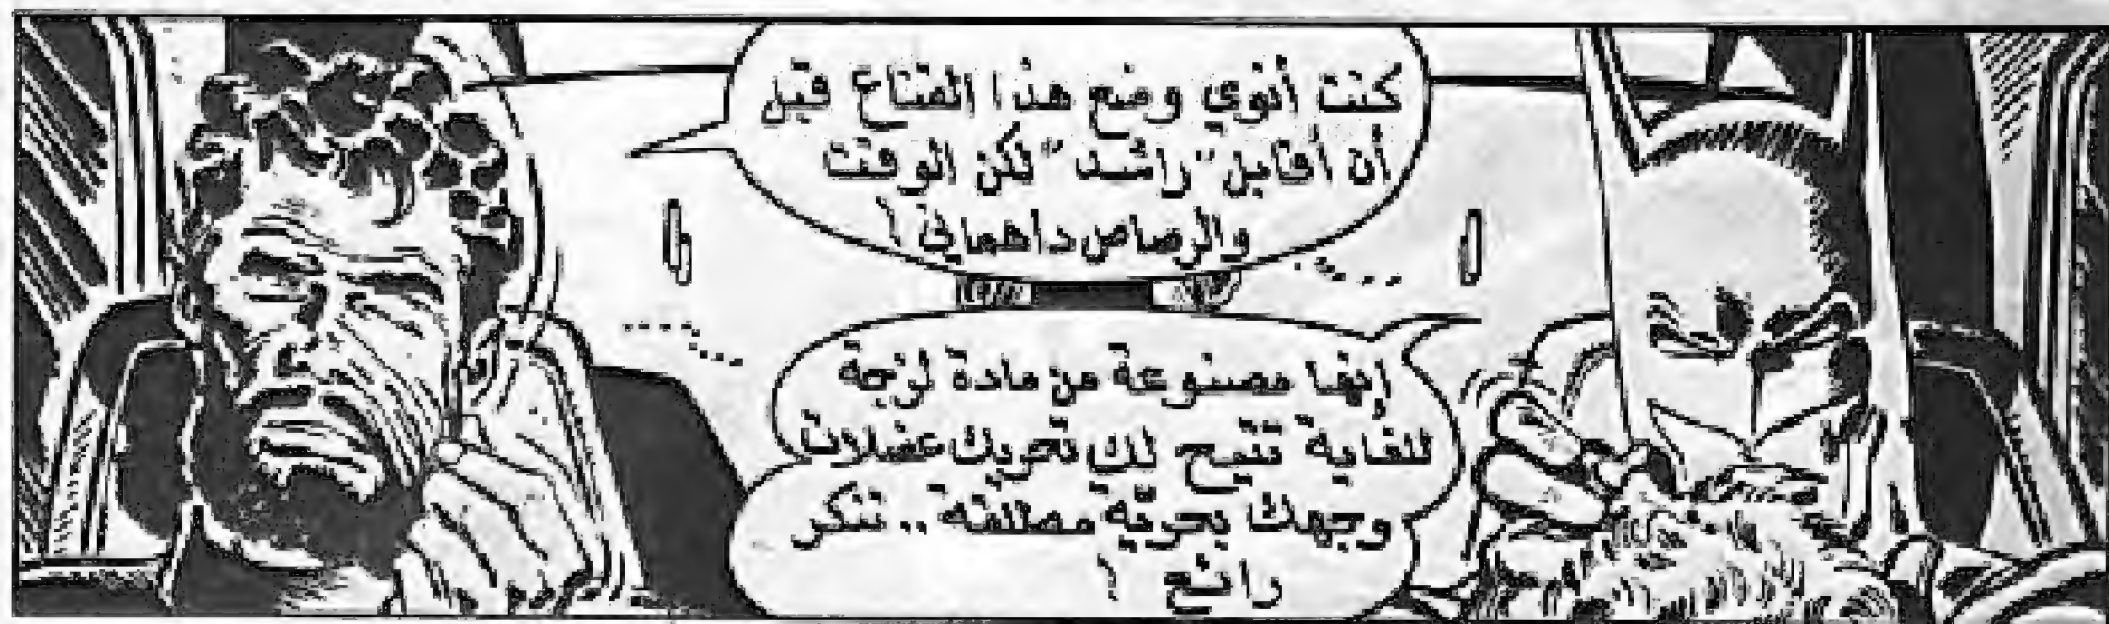 كنت أنوي وضع هذا القناع قبل
أن أقابل "راشد" لكن الوقت
والرصاص داهماني !
إنها مصنوعة من مادة لزجة
للغاية تتيح لك تحريك عضلات
وجهك بحريّة مطلقة .. تنكر
رائع !